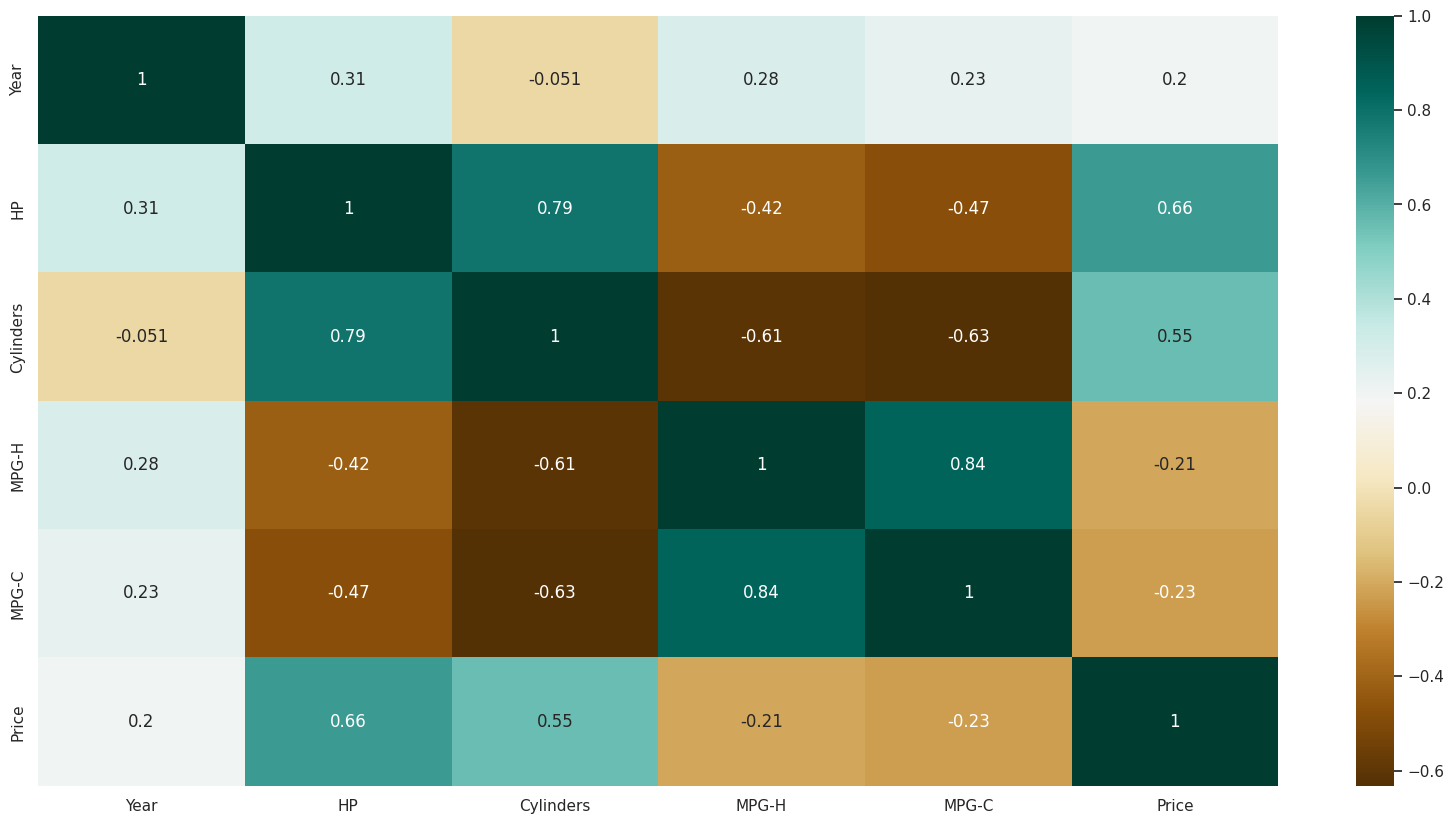 Year 1 0.31 -0.051 0.28 0.23 0.2
HP 0.31 1 0.79 -0.42 -0.47 0.66
Cylinders -0.051 0.79 1 -0.61 -0.63 0.55
MPG-H 0.28 -0.42 -0.61 1 0.84 -0.21
MPG-C 0.23 -0.47 -0.63 0.84 1 -0.23
Price 0.2 0.66 0.55 -0.21 -0.23 1
Year HP Cylinders MPG-H MPG-C Price
1.0
0.8
0.6
0.4
0.2
0.0
−0.2
−0.4
−0.6